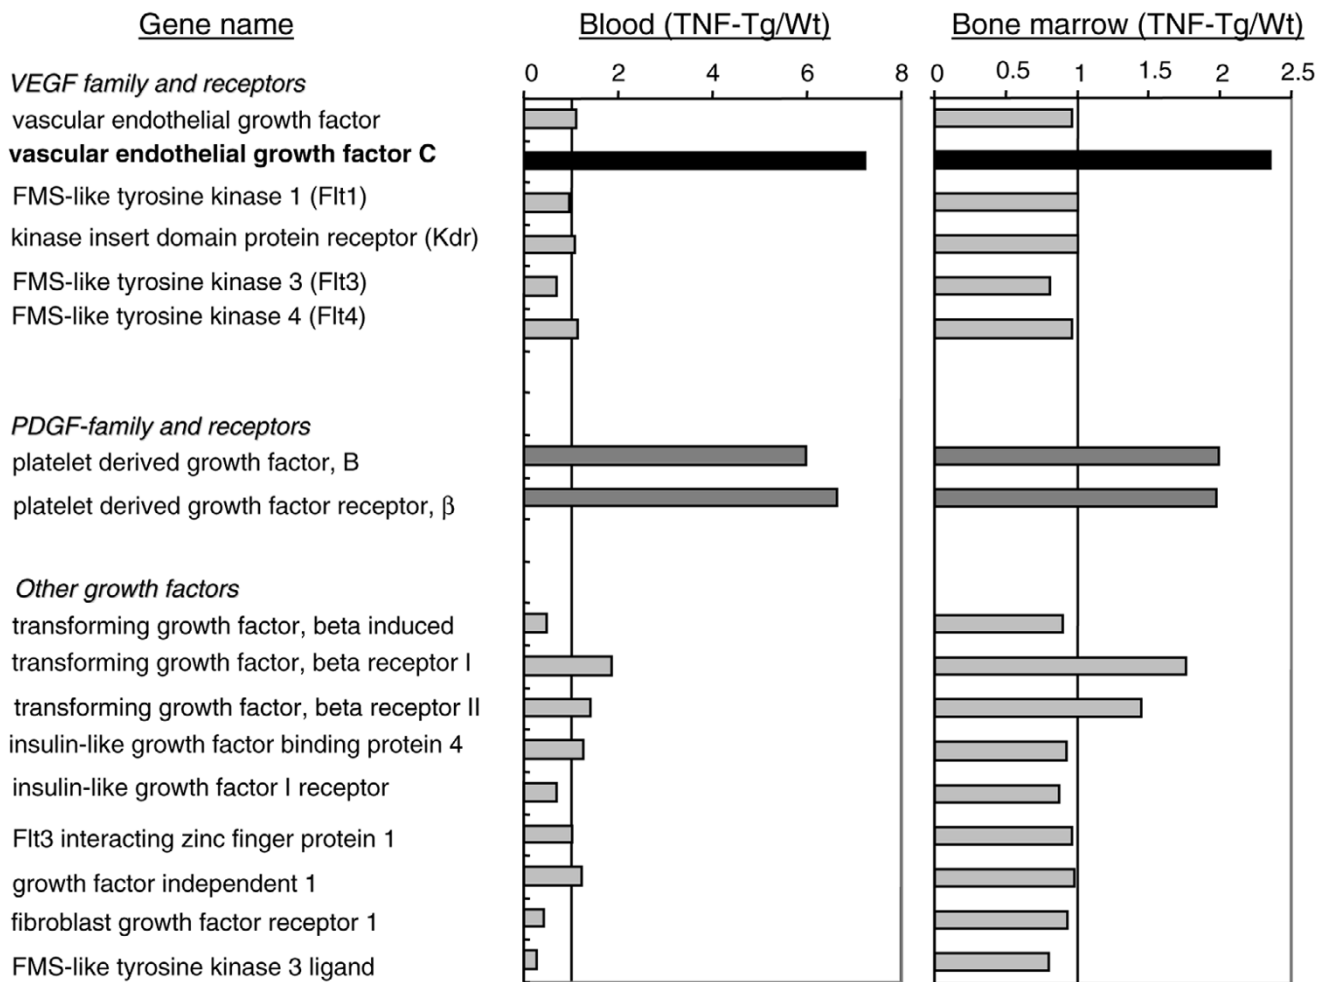 Gene name
Blood (TNF-Tg/Wt)
Bone marrow (TNF-Tg/Wt)
0 2 4 6 8
0 0.5 1 1.5 2 2.5
VEGF family and receptors
vascular endothelial growth factor
vascular endothelial growth factor C
FMS-like tyrosine kinase 1 (Flt1)
kinase insert domain protein receptor (Kdr)
FMS-like tyrosine kinase 3 (Flt3)
FMS-like tyrosine kinase 4 (Flt4)
PDGF-family and receptors
platelet derived growth factor, B
platelet derived growth factor receptor, β
Other growth factors
transforming growth factor, beta induced
transforming growth factor, beta receptor I
transforming growth factor, beta receptor II
insulin-like growth factor binding protein 4
insulin-like growth factor I receptor
Flt3 interacting zinc finger protein 1
growth factor independent 1
fibroblast growth factor receptor 1
FMS-like tyrosine kinase 3 ligand